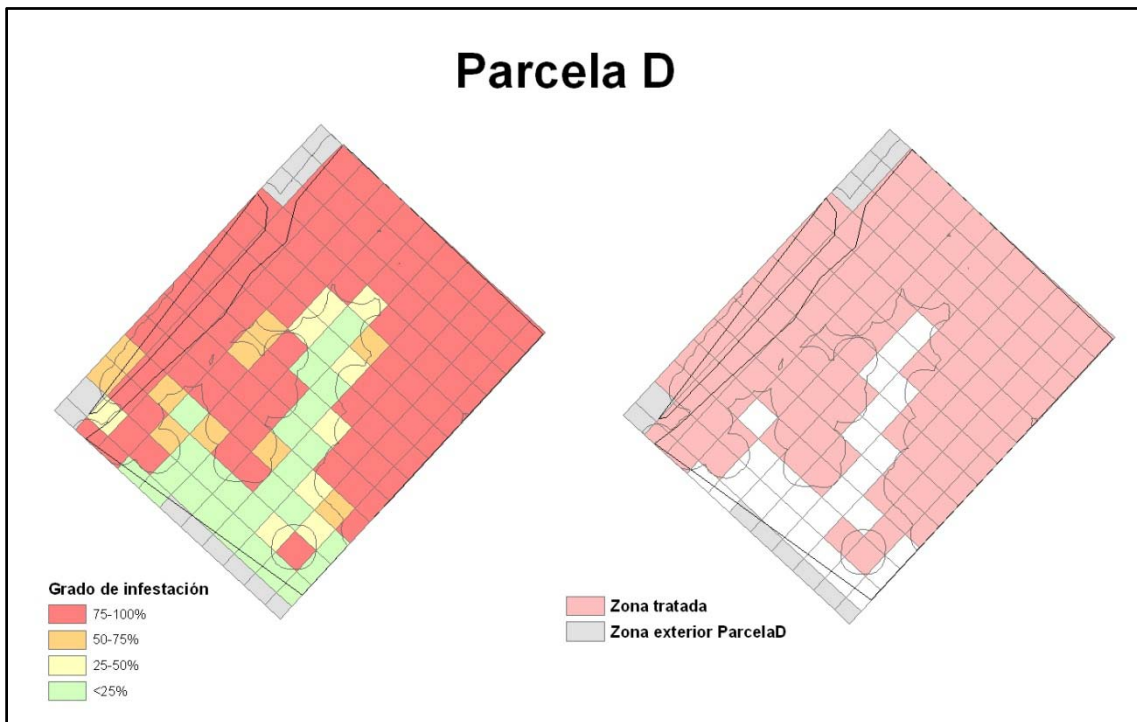 Parcela D
Grado de infestación
75-100%
50-75%
25-50%
<25%
Zona tratada
Zona exterior ParcelaD